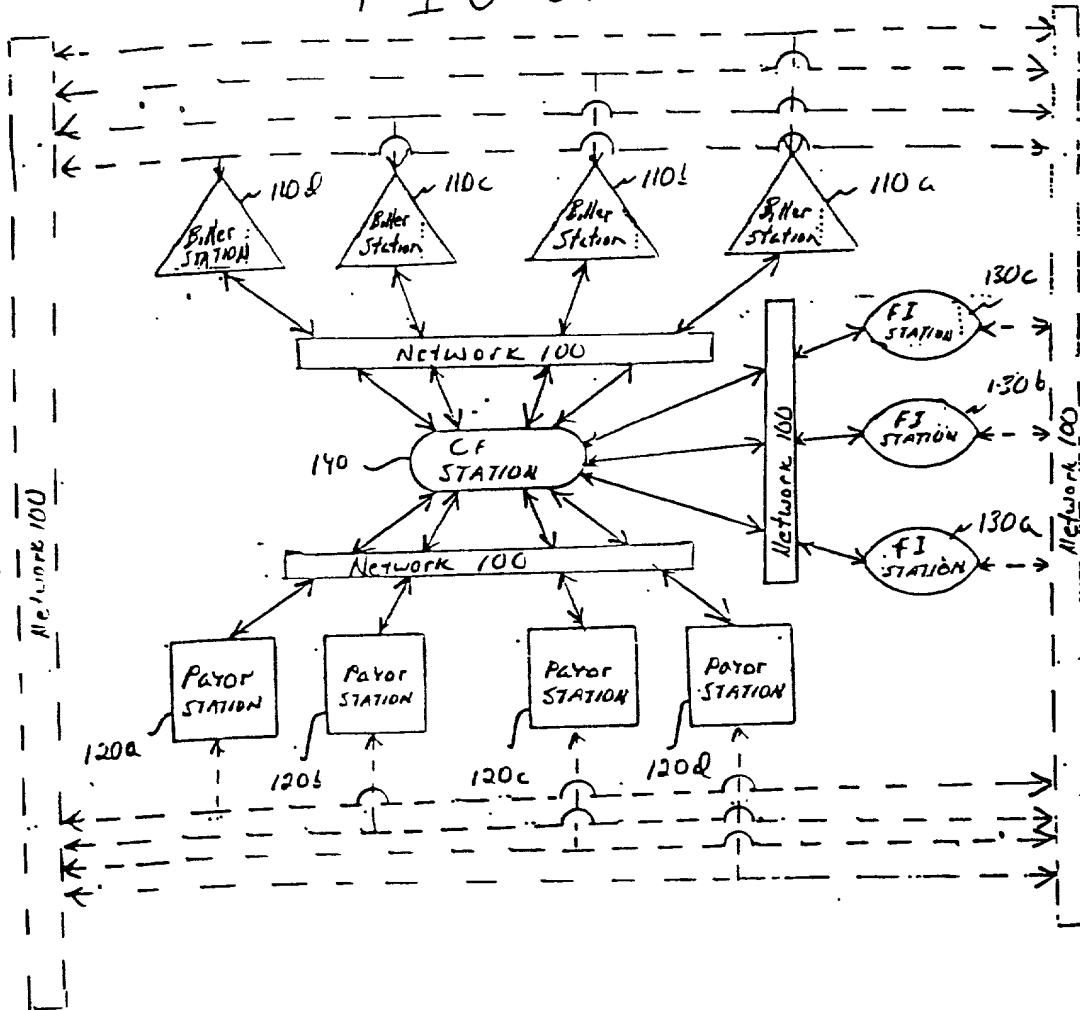 FIG
110d
110c
110b
110a
Biller
STATION
Biller
Station
Biller
Station
Biller
Station
130c
FI
STATION
Network 100
130b
FI
STATION
140
CF
STATION
Network 100
Network 100
Network 100
130a
FI
STATION
Network 100
Payor
STATION
Payor
STATION
Payor
STATION
Payor
STATION
120a
120b
120c
120d